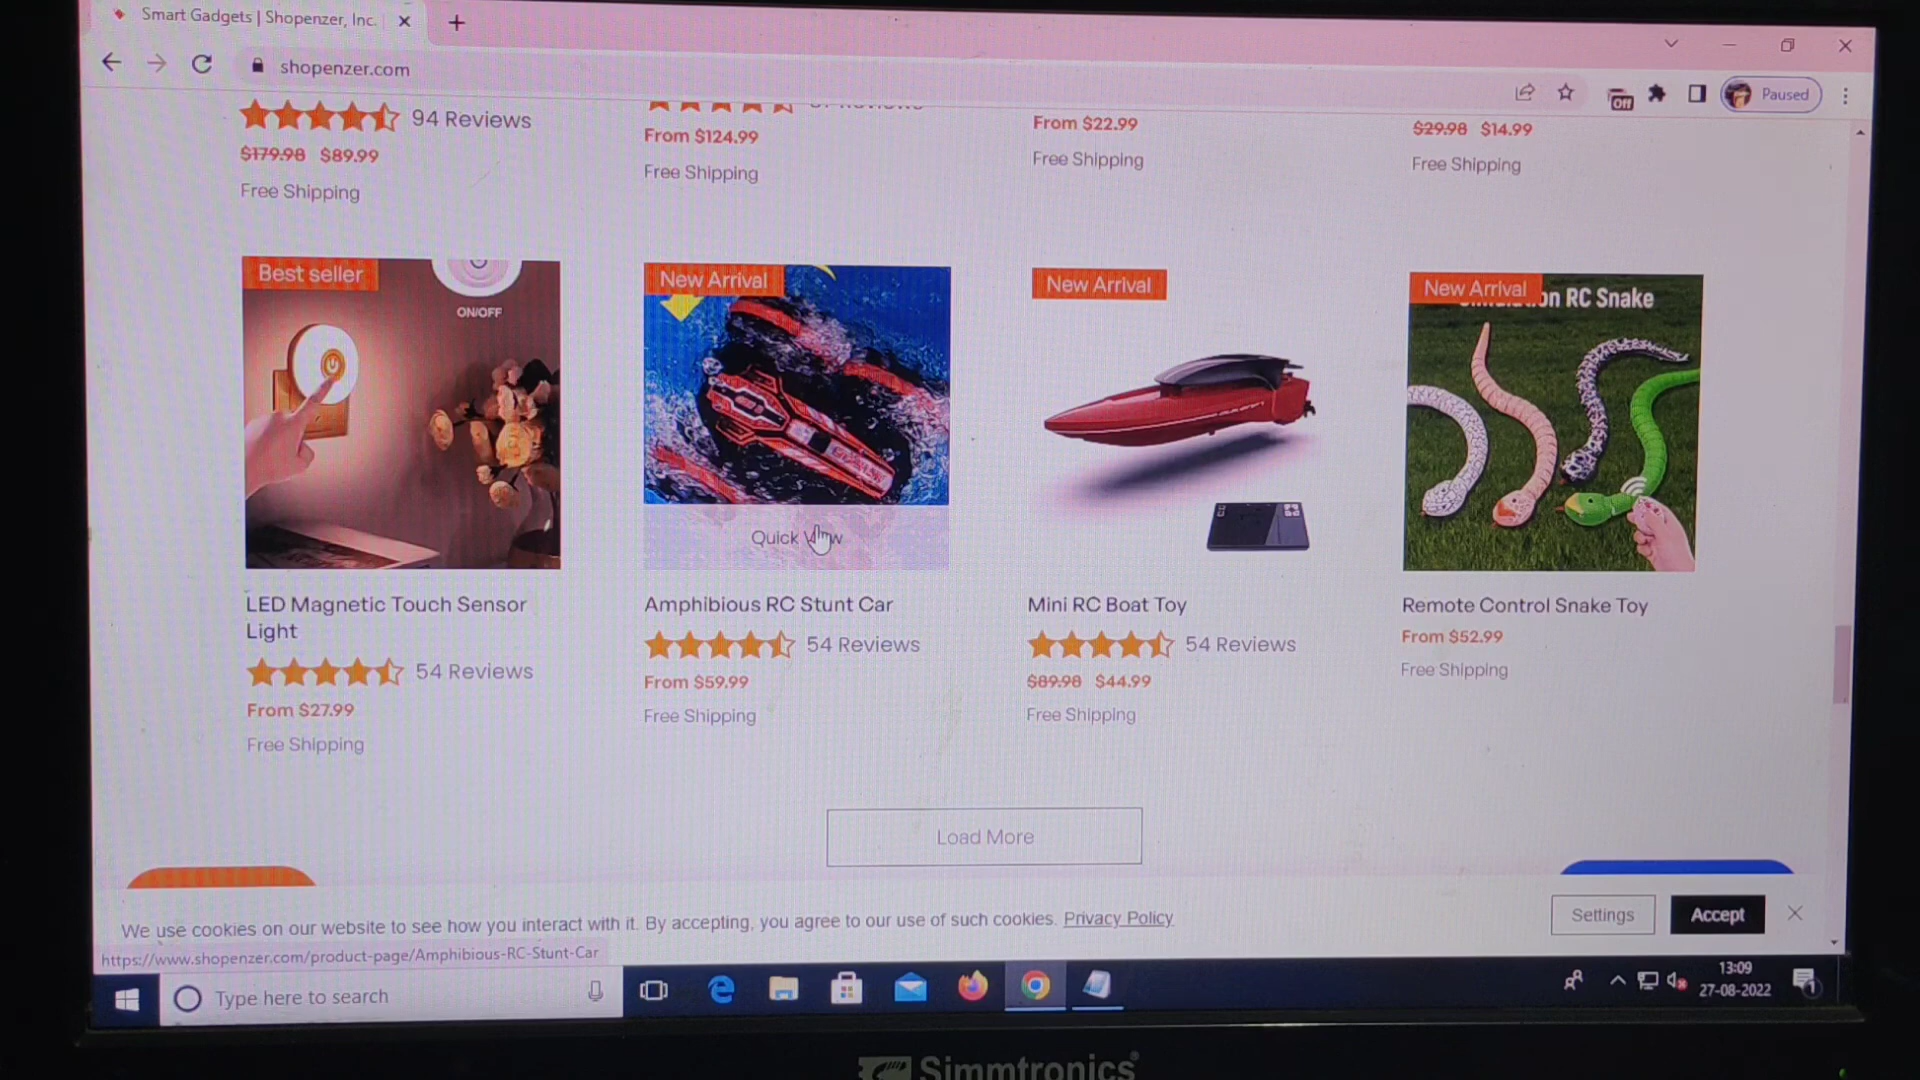 Smart Gadgets | Shopenzer, Inc.
shopenzer.com
Off
Paused
94 Reviews
$179.98 $89.99
Free Shipping
From $124.99
Free Shipping
From $22.99
Free Shipping
$29.98 $14.99
Free Shipping
Best seller
ON/OFF
New Arrival
Quick View
New Arrival
New Arrival
on RC Snake
LED Magnetic Touch Sensor
Light
54 Reviews
From $27.99
Free Shipping
Amphibious RC Stunt Car
54 Reviews
From $59.99
Free Shipping
Mini RC Boat Toy
54 Reviews
$89.98 $44.99
Free Shipping
Remote Control Snake Toy
From $52.99
Free Shipping
Load More
We use cookies on our website to see how you interact with it. By accepting, you agree to our use of such cookies. Privacy Policy
Settings
Accept
https://www.shopenzer.com/product-page/Amphibious-RC-Stunt-Car
Type here to search
13:09
27-08-2022
1
Simmtronics